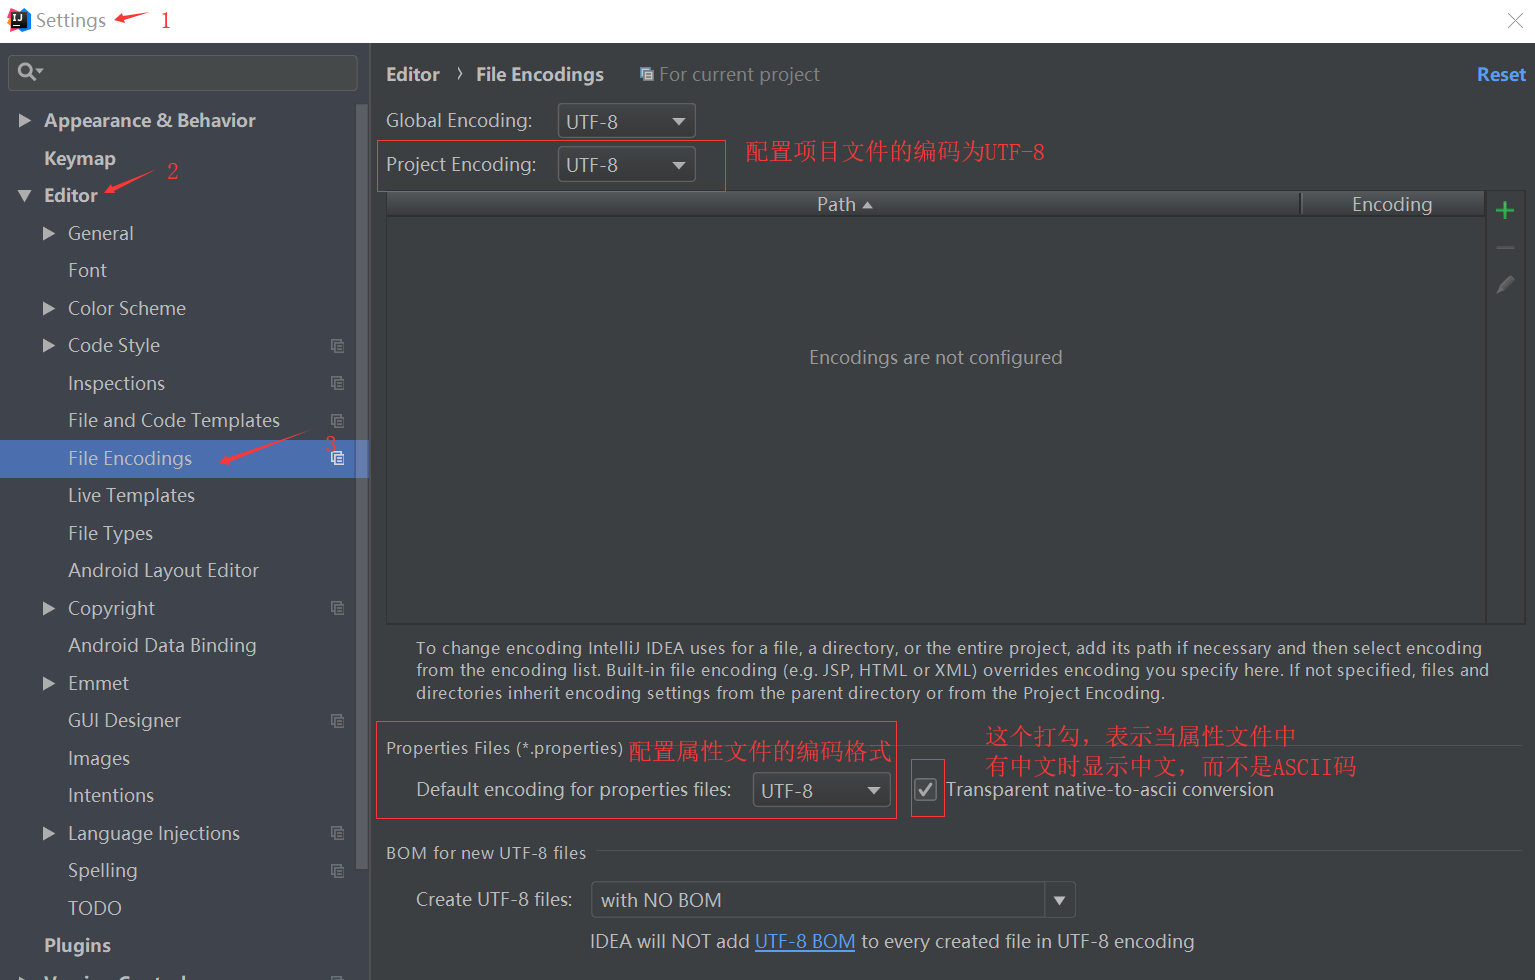 Settings
1
Editor › File Encodings
For current project
Reset
Appearance & Behavior
Keymap
2
Editor
General
Font
Color Scheme
Code Style
Inspections
File and Code Templates
3
File Encodings
Live Templates
File Types
Android Layout Editor
Copyright
Android Data Binding
Emmet
GUI Designer
Images
Intentions
Language Injections
Spelling
TODO
Plugins
Version Control
Global Encoding: UTF-8
Project Encoding: UTF-8
配置项目文件的编码为UTF-8
Path Encoding
Encodings are not configured
To change encoding IntelliJ IDEA uses for a file, a directory, or the entire project, add its path if necessary and then select encoding
from the encoding list. Built-in file encoding (e.g. JSP, HTML or XML) overrides encoding you specify here. If not specified, files and
directories inherit encoding settings from the parent directory or from the Project Encoding.
Properties Files (*.properties) 配置属性文件的编码格式
这个打勾，表示当属性文件中
有中文时显示中文，而不是ASCII码
Default encoding for properties files: UTF-8
Transparent native-to-ascii conversion
BOM for new UTF-8 files
Create UTF-8 files: with NO BOM
IDEA will NOT add UTF-8 BOM to every created file in UTF-8 encoding